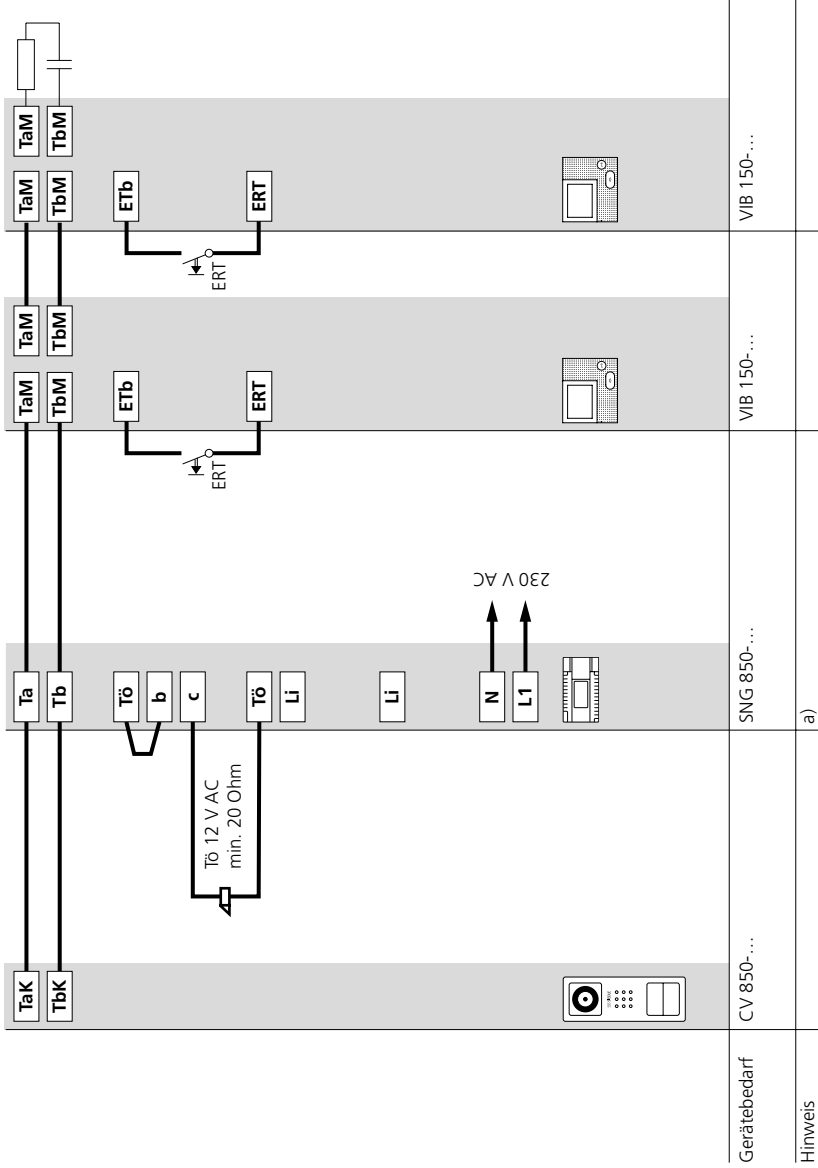 TaK Ta TaM TaM TaM TaM
TbK Tb TbM TbM TbM TbM
Tö ETb ETb
b
c
ERT ERT
Tö 12 V AC
min. 20 Ohm
Tö ERT ERT
Li
Li
N
L1
230 V AC
Gerätebedarf CV 850-… SNG 850-… VIB 150-… VIB 150-…
Hinweis a)